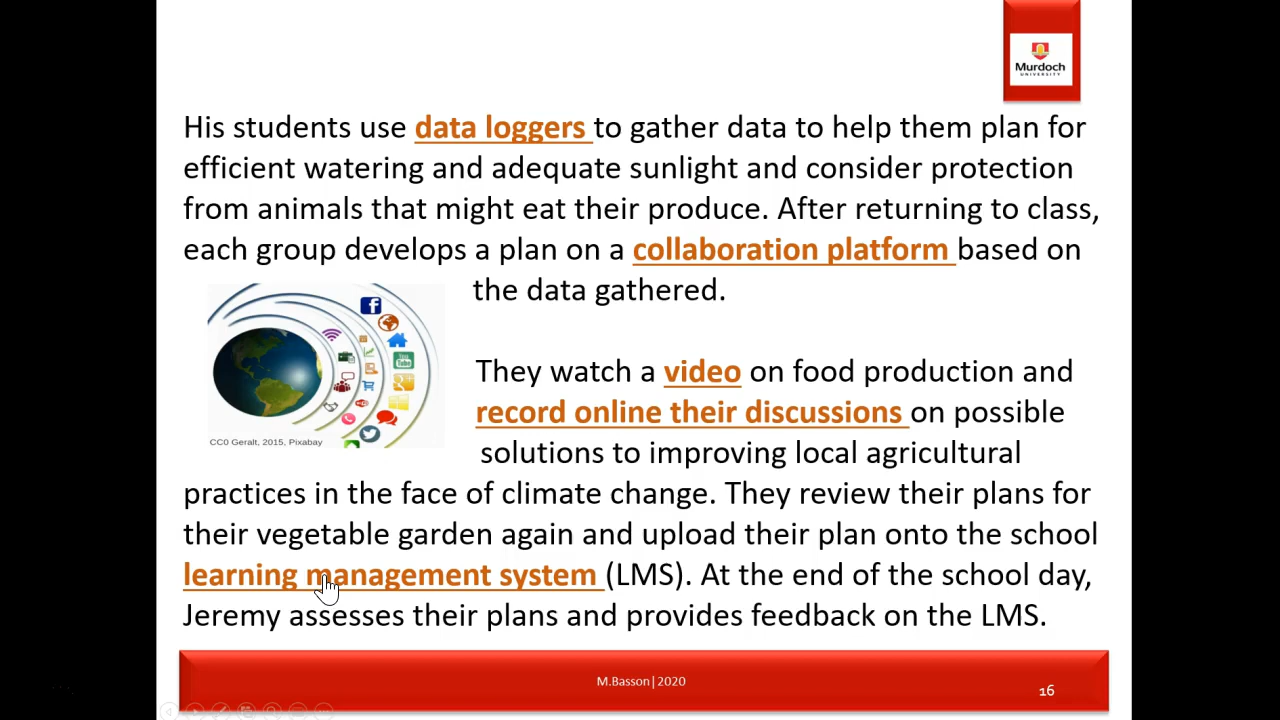 Murdoch
UNIVERSITY
His students use data loggers to gather data to help them plan for
efficient watering and adequate sunlight and consider protection
from animals that might eat their produce. After returning to class,
each group develops a plan on a collaboration platform based on
the data gathered.
They watch a video on food production and
record online their discussions on possible
solutions to improving local agricultural
CC0 Geralt, 2015, Pixabay
practices in the face of climate change. They review their plans for
their vegetable garden again and upload their plan onto the school
learning management system (LMS). At the end of the school day,
Jeremy assesses their plans and provides feedback on the LMS.
M.Basson|2020
16